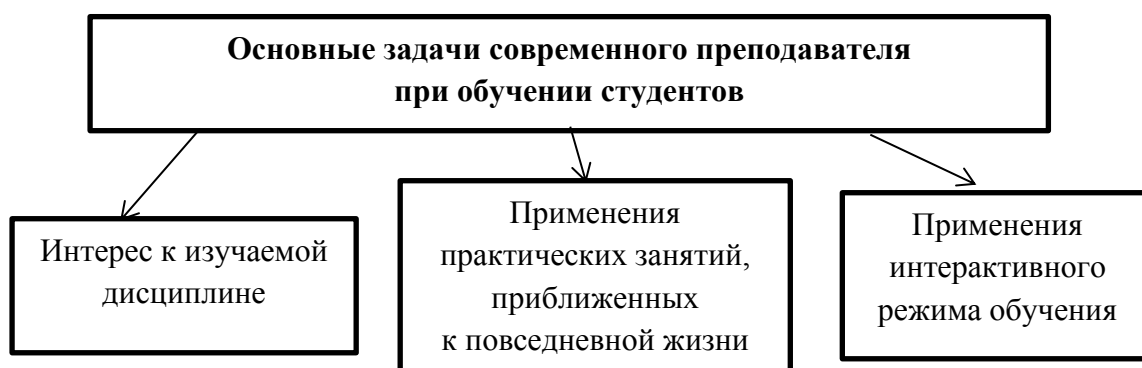 Основные задачи современного преподавателя
при обучении студентов
Интерес к изучаемой
дисциплине
Применения
практических занятий,
приближенных
к повседневной жизни
Применения
интерактивного
режима обучения